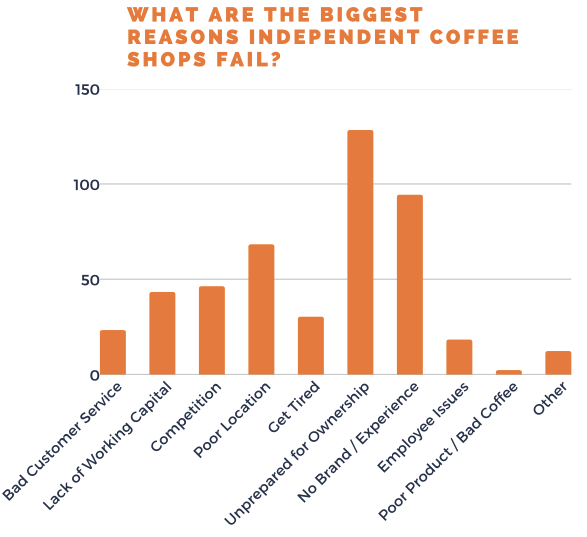 WHAT ARE THE BIGGEST
REASONS INDEPENDENT COFFEE
SHOPS FAIL?
150
100
50
0
Bad Customer Service
Lack of Working Capital
Competition
Poor Location
Get Tired
Unprepared for Ownership
No Brand / Experience
Employee Issues
Poor Product / Bad Coffee
Other